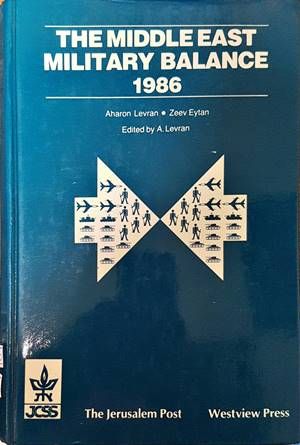 THE MIDDLE EAST
MILITARY BALANCE
1986
Aharon Levran • Zeev Eytan
Edited by A. Levran
JCSS
The Jerusalem Post
Westview Press